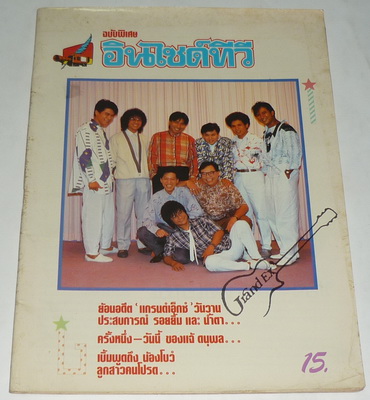 ฉบับพิเศษ
อินไซด์ทีวี
Grand Ex'
ย้อนอดีต 'แกรนด์เอ็กซ์' วันวาน
ประสบการณ์ รอยยิ้ม และ น้ำตา...
ครั้งหนึ่ง—วันนี้ ของแจ้ ดนุพล...
เบิ้มพูดถึง น้องโบว์
ลูกสาวคนโปรด...
15.